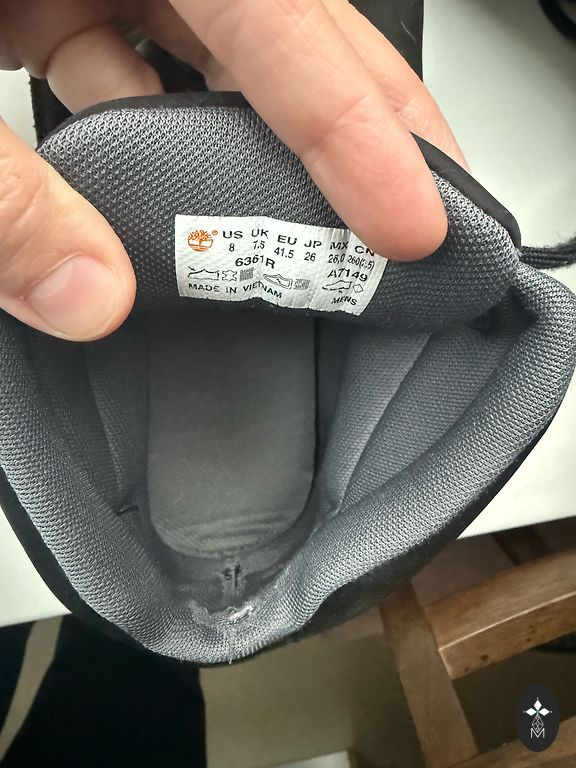 US UK EU JP MX CN
8 7.5 41.5 26 26,0 260(1.5)
6361R A7149
MADE IN VIETNAM MENS
M